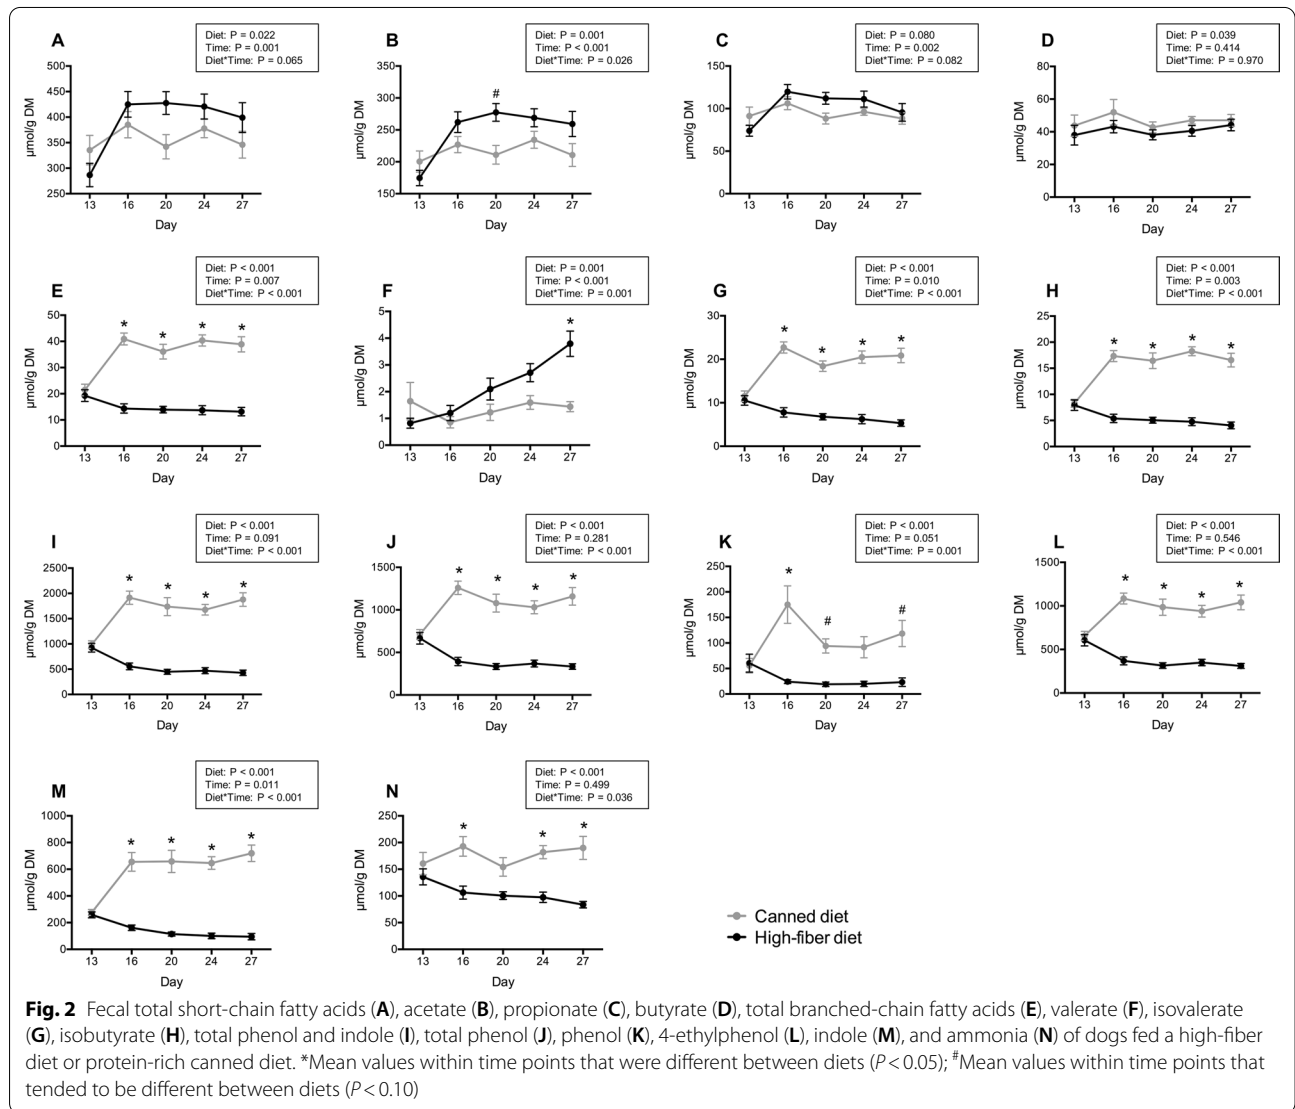 A
Diet: P = 0.022
Time: P = 0.001
Diet*Time: P = 0.065
µmol/g DM
500
450
400
350
300
250
13 16 20 24 27
Day
B
Diet: P = 0.001
Time: P < 0.001
Diet*Time: P = 0.026
µmol/g DM
350
300
250
200
150
#
13 16 20 24 27
Day
C
Diet: P = 0.080
Time: P = 0.002
Diet*Time: P = 0.082
µmol/g DM
150
100
50
0
13 16 20 24 27
Day
D
Diet: P = 0.039
Time: P = 0.414
Diet*Time: P = 0.970
µmol/g DM
80
60
40
20
0
13 16 20 24 27
Day
E
Diet: P < 0.001
Time: P = 0.007
Diet*Time: P < 0.001
µmol/g DM
50
40
30
20
10
0
* * * *
13 16 20 24 27
Day
F
Diet: P = 0.001
Time: P < 0.001
Diet*Time: P = 0.001
µmol/g DM
5
4
3
2
1
0
*
13 16 20 24 27
Day
G
Diet: P < 0.001
Time: P = 0.010
Diet*Time: P < 0.001
µmol/g DM
30
20
10
0
* * * *
13 16 20 24 27
Day
H
Diet: P < 0.001
Time: P = 0.003
Diet*Time: P < 0.001
µmol/g DM
25
20
15
10
5
0
* * * *
13 16 20 24 27
Day
I
Diet: P < 0.001
Time: P = 0.091
Diet*Time: P < 0.001
µmol/g DM
2500
2000
1500
1000
500
0
* * * *
13 16 20 24 27
Day
J
Diet: P < 0.001
Time: P = 0.281
Diet*Time: P < 0.001
µmol/g DM
1500
1000
500
0
* * * *
13 16 20 24 27
Day
K
Diet: P < 0.001
Time: P = 0.051
Diet*Time: P = 0.001
µmol/g DM
250
200
150
100
50
0
* # #
13 16 20 24 27
Day
L
Diet: P < 0.001
Time: P = 0.546
Diet*Time: P < 0.001
µmol/g DM
1500
1000
500
0
* * * *
13 16 20 24 27
Day
M
Diet: P < 0.001
Time: P = 0.011
Diet*Time: P < 0.001
µmol/g DM
1000
800
600
400
200
0
* * * *
13 16 20 24 27
Day
N
Diet: P < 0.001
Time: P = 0.499
Diet*Time: P = 0.036
µmol/g DM
250
200
150
100
50
0
* * *
13 16 20 24 27
Day
Canned diet
High-fiber diet
Fig. 2 Fecal total short-chain fatty acids (A), acetate (B), propionate (C), butyrate (D), total branched-chain fatty acids (E), valerate (F), isovalerate
(G), isobutyrate (H), total phenol and indole (I), total phenol (J), phenol (K), 4-ethylphenol (L), indole (M), and ammonia (N) of dogs fed a high-fiber
diet or protein-rich canned diet. *Mean values within time points that were different between diets (P < 0.05); #Mean values within time points that
tended to be different between diets (P < 0.10)